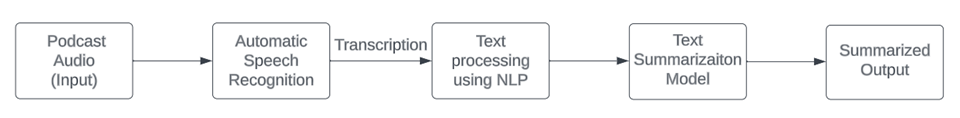 Podcast
Audio
(Input)
Automatic
Speech
Recognition
Transcription
Text
processing
using NLP
Text
Summarizaiton
Model
Summarized
Output